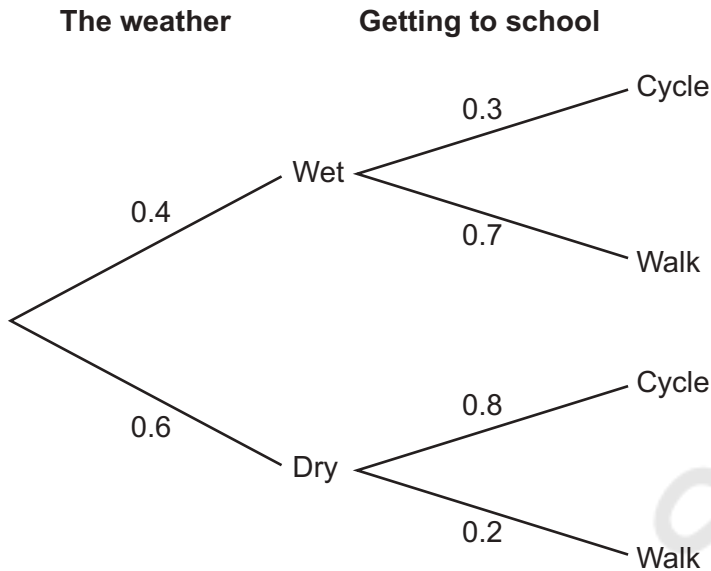 The weather Getting to school
Cycle
0.3
Wet
0.4
0.7
Walk
Cycle
0.8
0.6
Dry
0.2
Walk